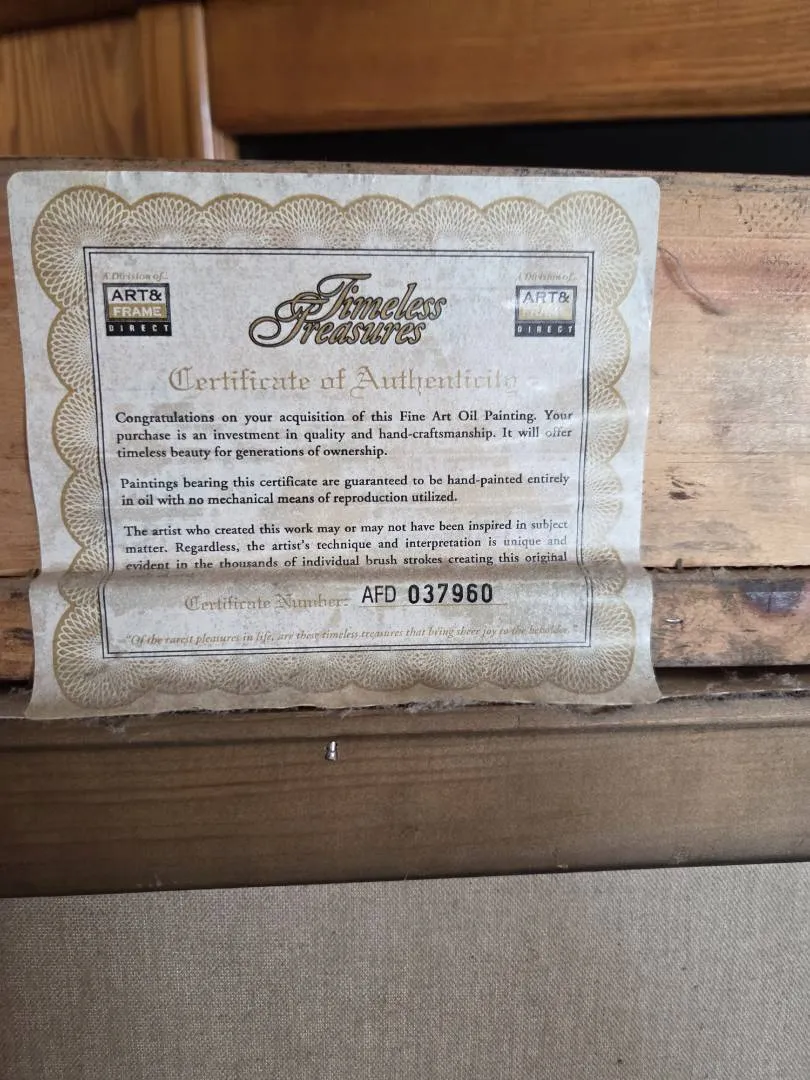 A Division of...
ART&
FRAME
DIRECT
Timeless
Treasures
A Division of...
ART&
FRAME
DIRECT
Certificate of Authenticity
Congratulations on your acquisition of this Fine Art Oil Painting. Your
purchase is an investment in quality and hand-craftsmanship. It will offer
timeless beauty for generations of ownership.
Paintings bearing this certificate are guaranteed to be hand-painted entirely
in oil with no mechanical means of reproduction utilized.
The artist who created this work may or may not have been inspired in subject
matter. Regardless, the artist's technique and interpretation is unique and
evident in the thousands of individual brush strokes creating this original
Certificate Number: AFD 037960
"Of the rarest pleasures in life, are these timeless treasures that bring sheer joy to the beholder."